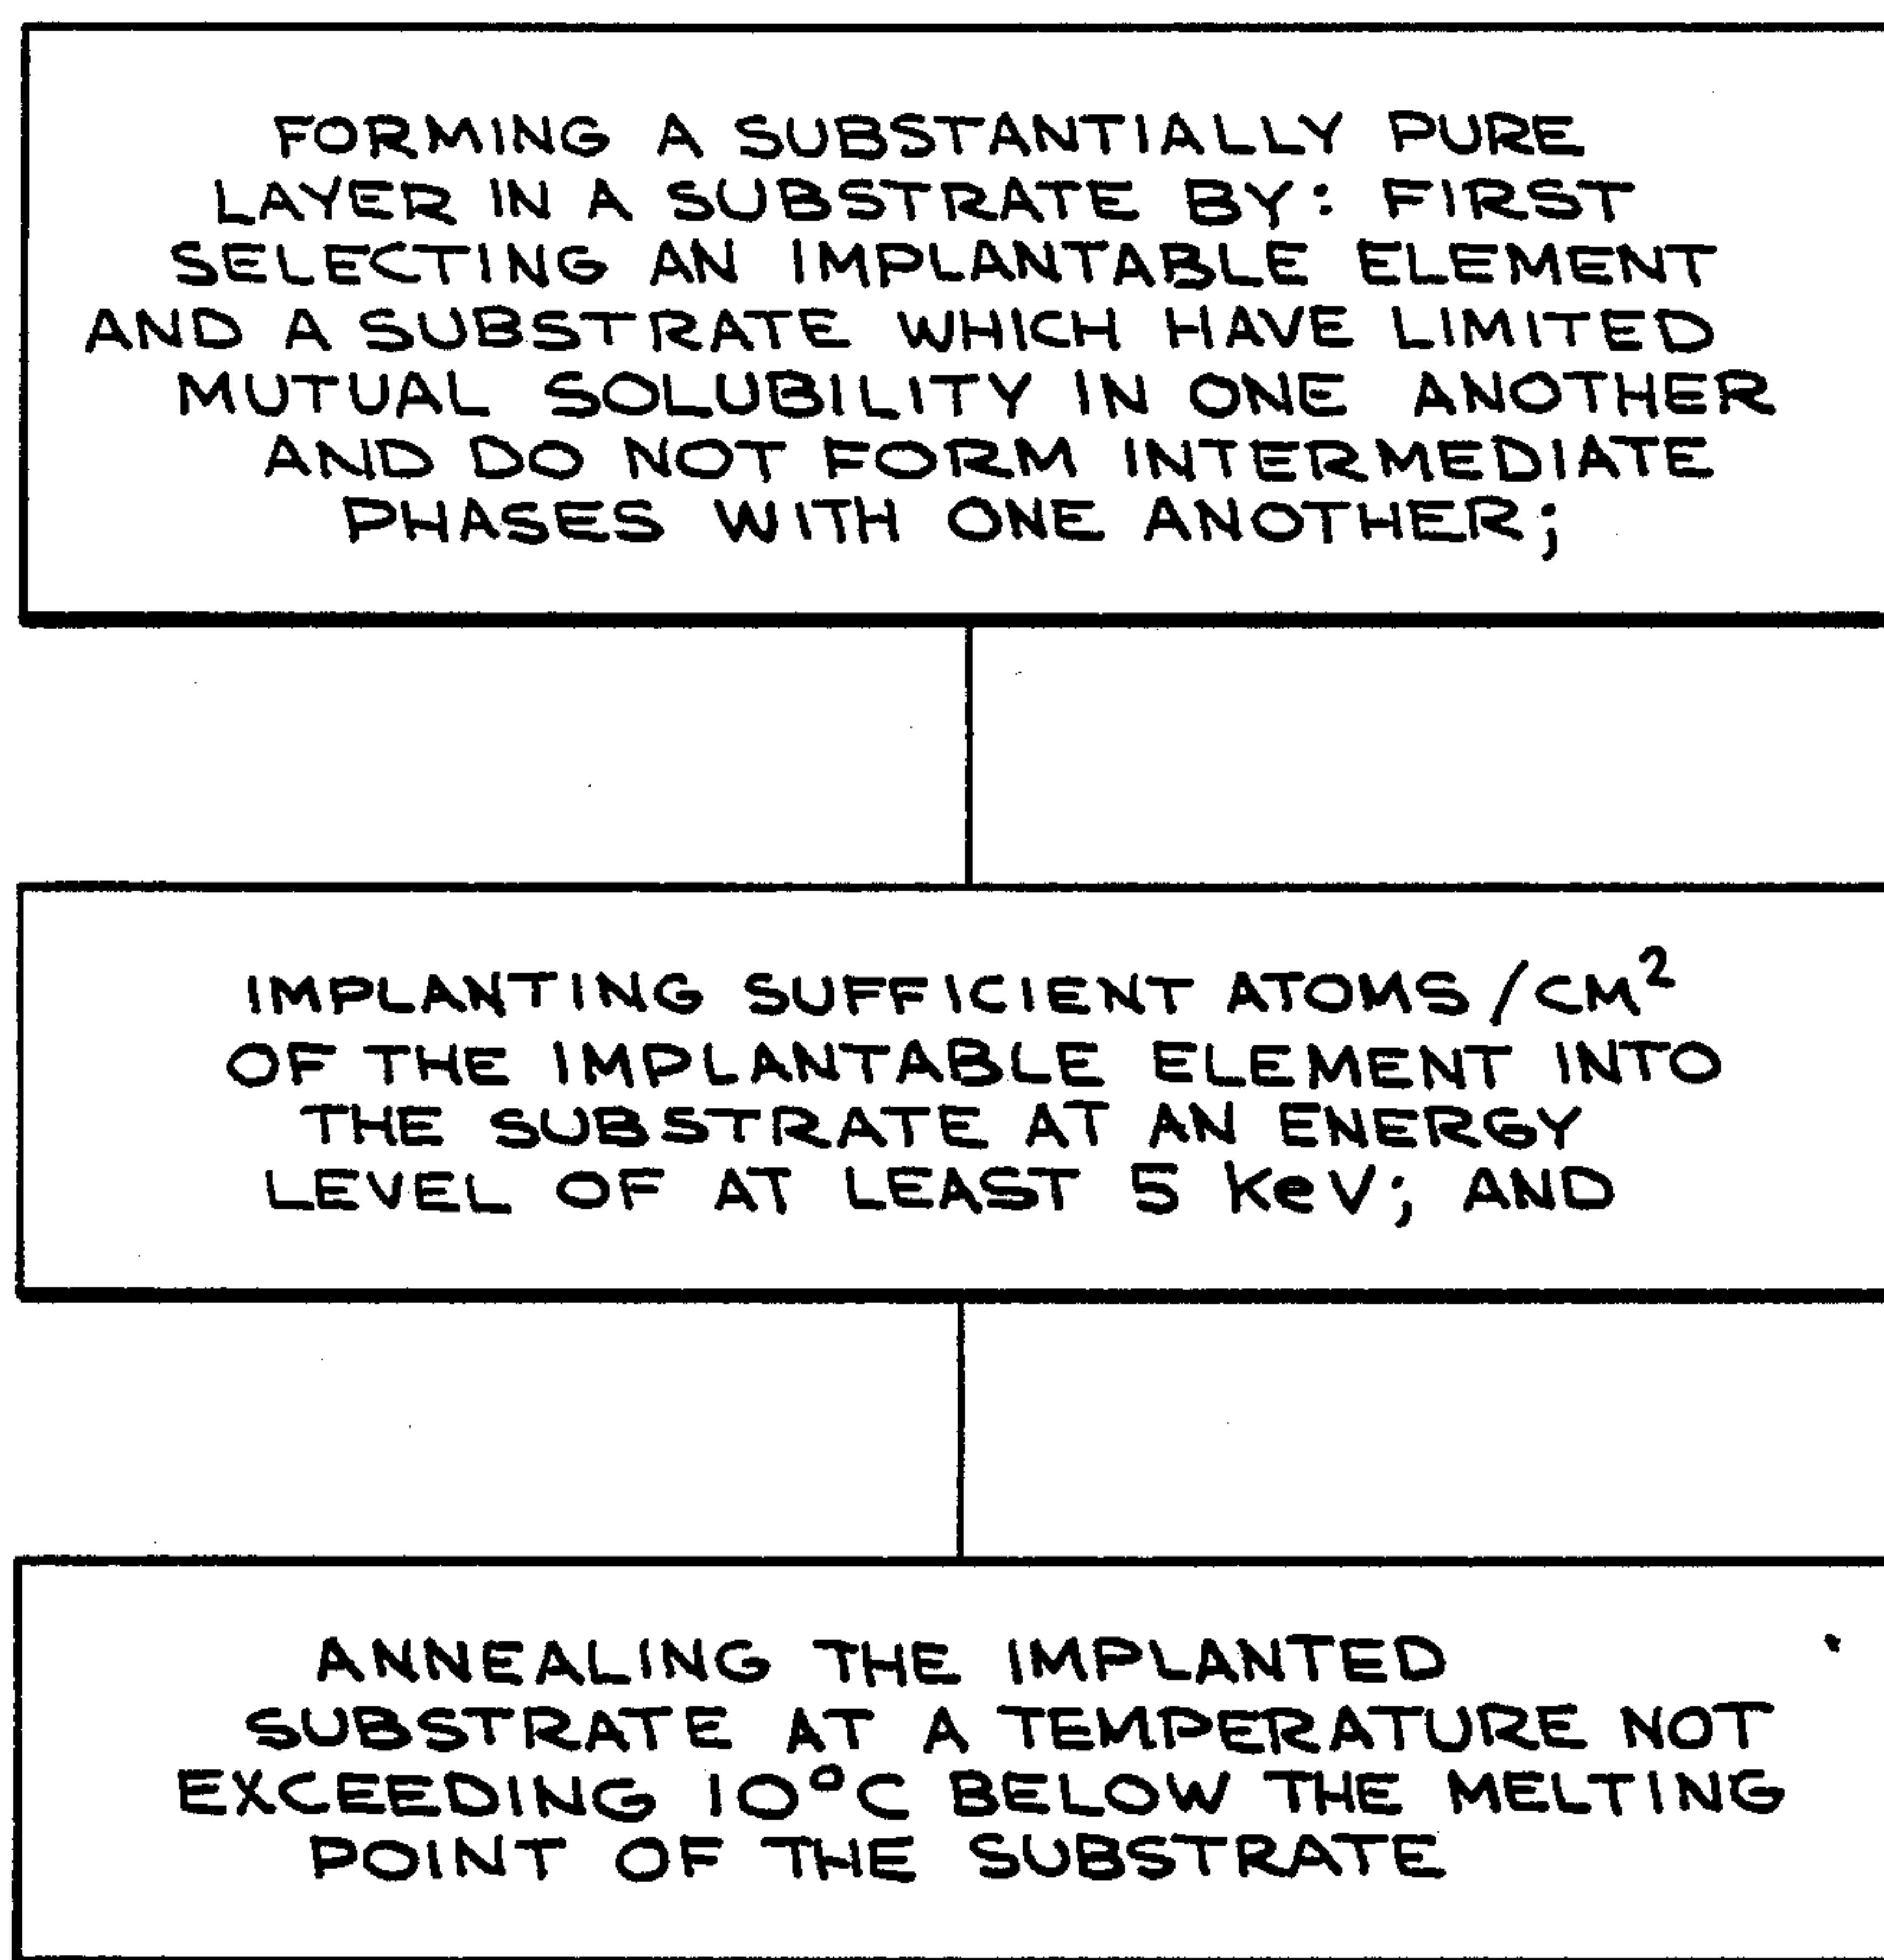 FORMING A SUBSTANTIALLY PURE
LAYER IN A SUBSTRATE BY: FIRST
SELECTING AN IMPLANTABLE ELEMENT
AND A SUBSTRATE WHICH HAVE LIMITED
MUTUAL SOLUBILITY IN ONE ANOTHER
AND DO NOT FORM INTERMEDIATE
PHASES WITH ONE ANOTHER;
IMPLANTING SUFFICIENT ATOMS/CM²
OF THE IMPLANTABLE ELEMENT INTO
THE SUBSTRATE AT AN ENERGY
LEVEL OF AT LEAST 5 keV; AND
ANNEALING THE IMPLANTED
SUBSTRATE AT A TEMPERATURE NOT
EXCEEDING 10°C BELOW THE MELTING
POINT OF THE SUBSTRATE